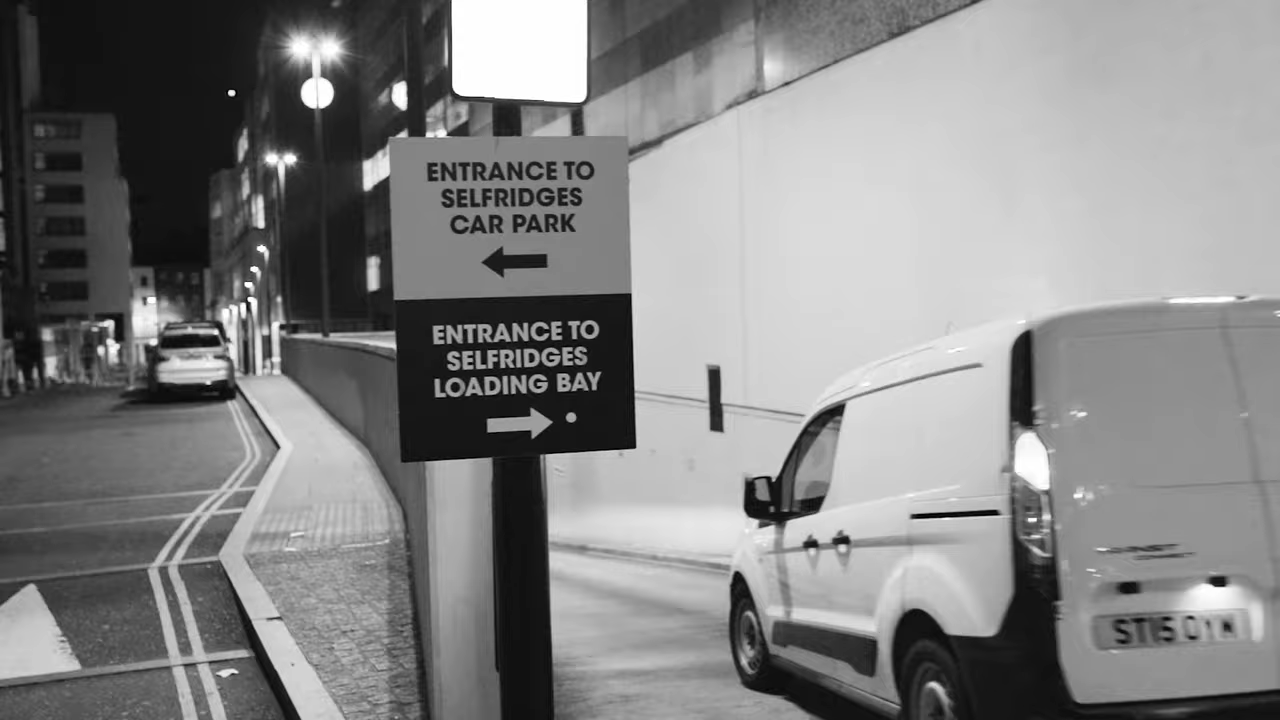 ENTRANCE TO
SELFRIDGES
CAR PARK
ENTRANCE TO
SELFRIDGES
LOADING BAY